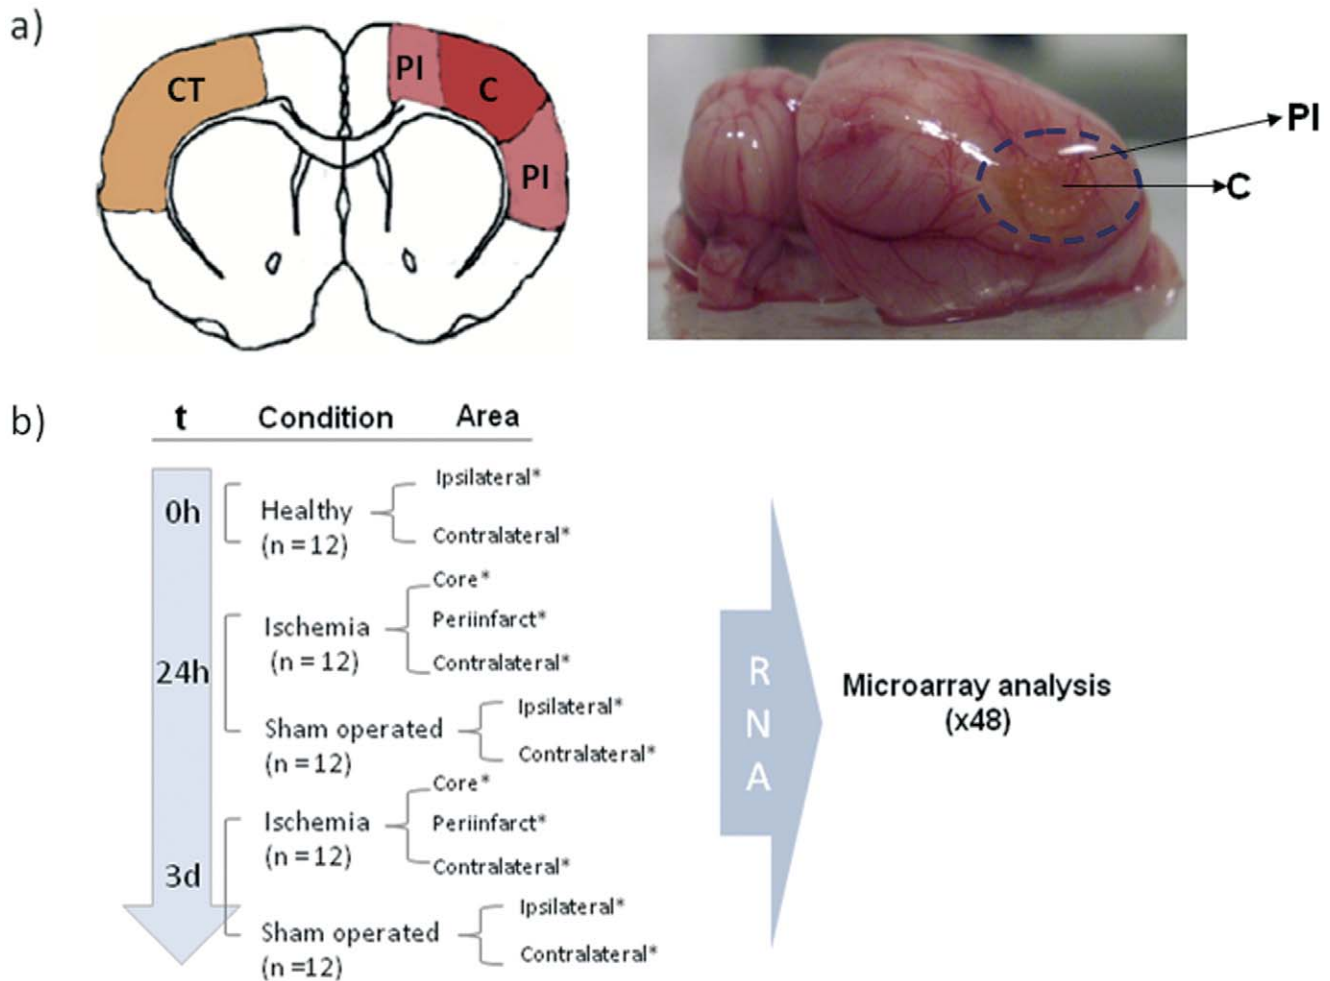 a)
CT
PI
C
PI
PI
C
b)
t Condition Area
0h
Healthy
(n =12)
Ipsilateral*
Contralateral*
24h
Ischemia
(n =12)
Core*
Periinfarct*
Contralateral*
Sham operated
(n =12)
Ipsilateral*
Contralateral*
3d
Ischemia
(n =12)
Core*
Periinfarct*
Contralateral*
Sham operated
(n =12)
Ipsilateral*
Contralateral*
R
N
A
Microarray analysis
(x48)